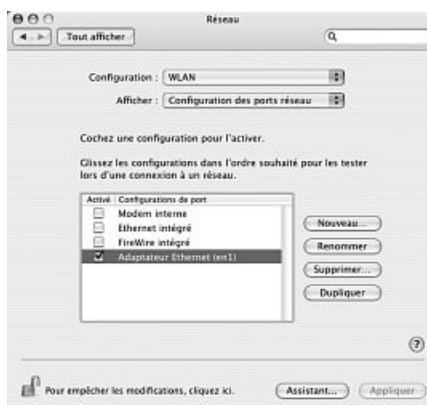 Réseau
Tout afficher
Configuration : WLAN
Afficher : Configuration des ports réseau
Cochez une configuration pour l'activer.
Glissez les configurations dans l'ordre souhaité pour les tester
lors d'une connexion à un réseau.
Activé Configurations de port
Modem interne
Ethernet intégré
FireWire intégré
Adaptateur Ethernet (en1)
Nouveau...
Renommer
Supprimer...
Dupliquer
?
Pour empêcher les modifications, cliquez ici.
Assistant...
Appliquer